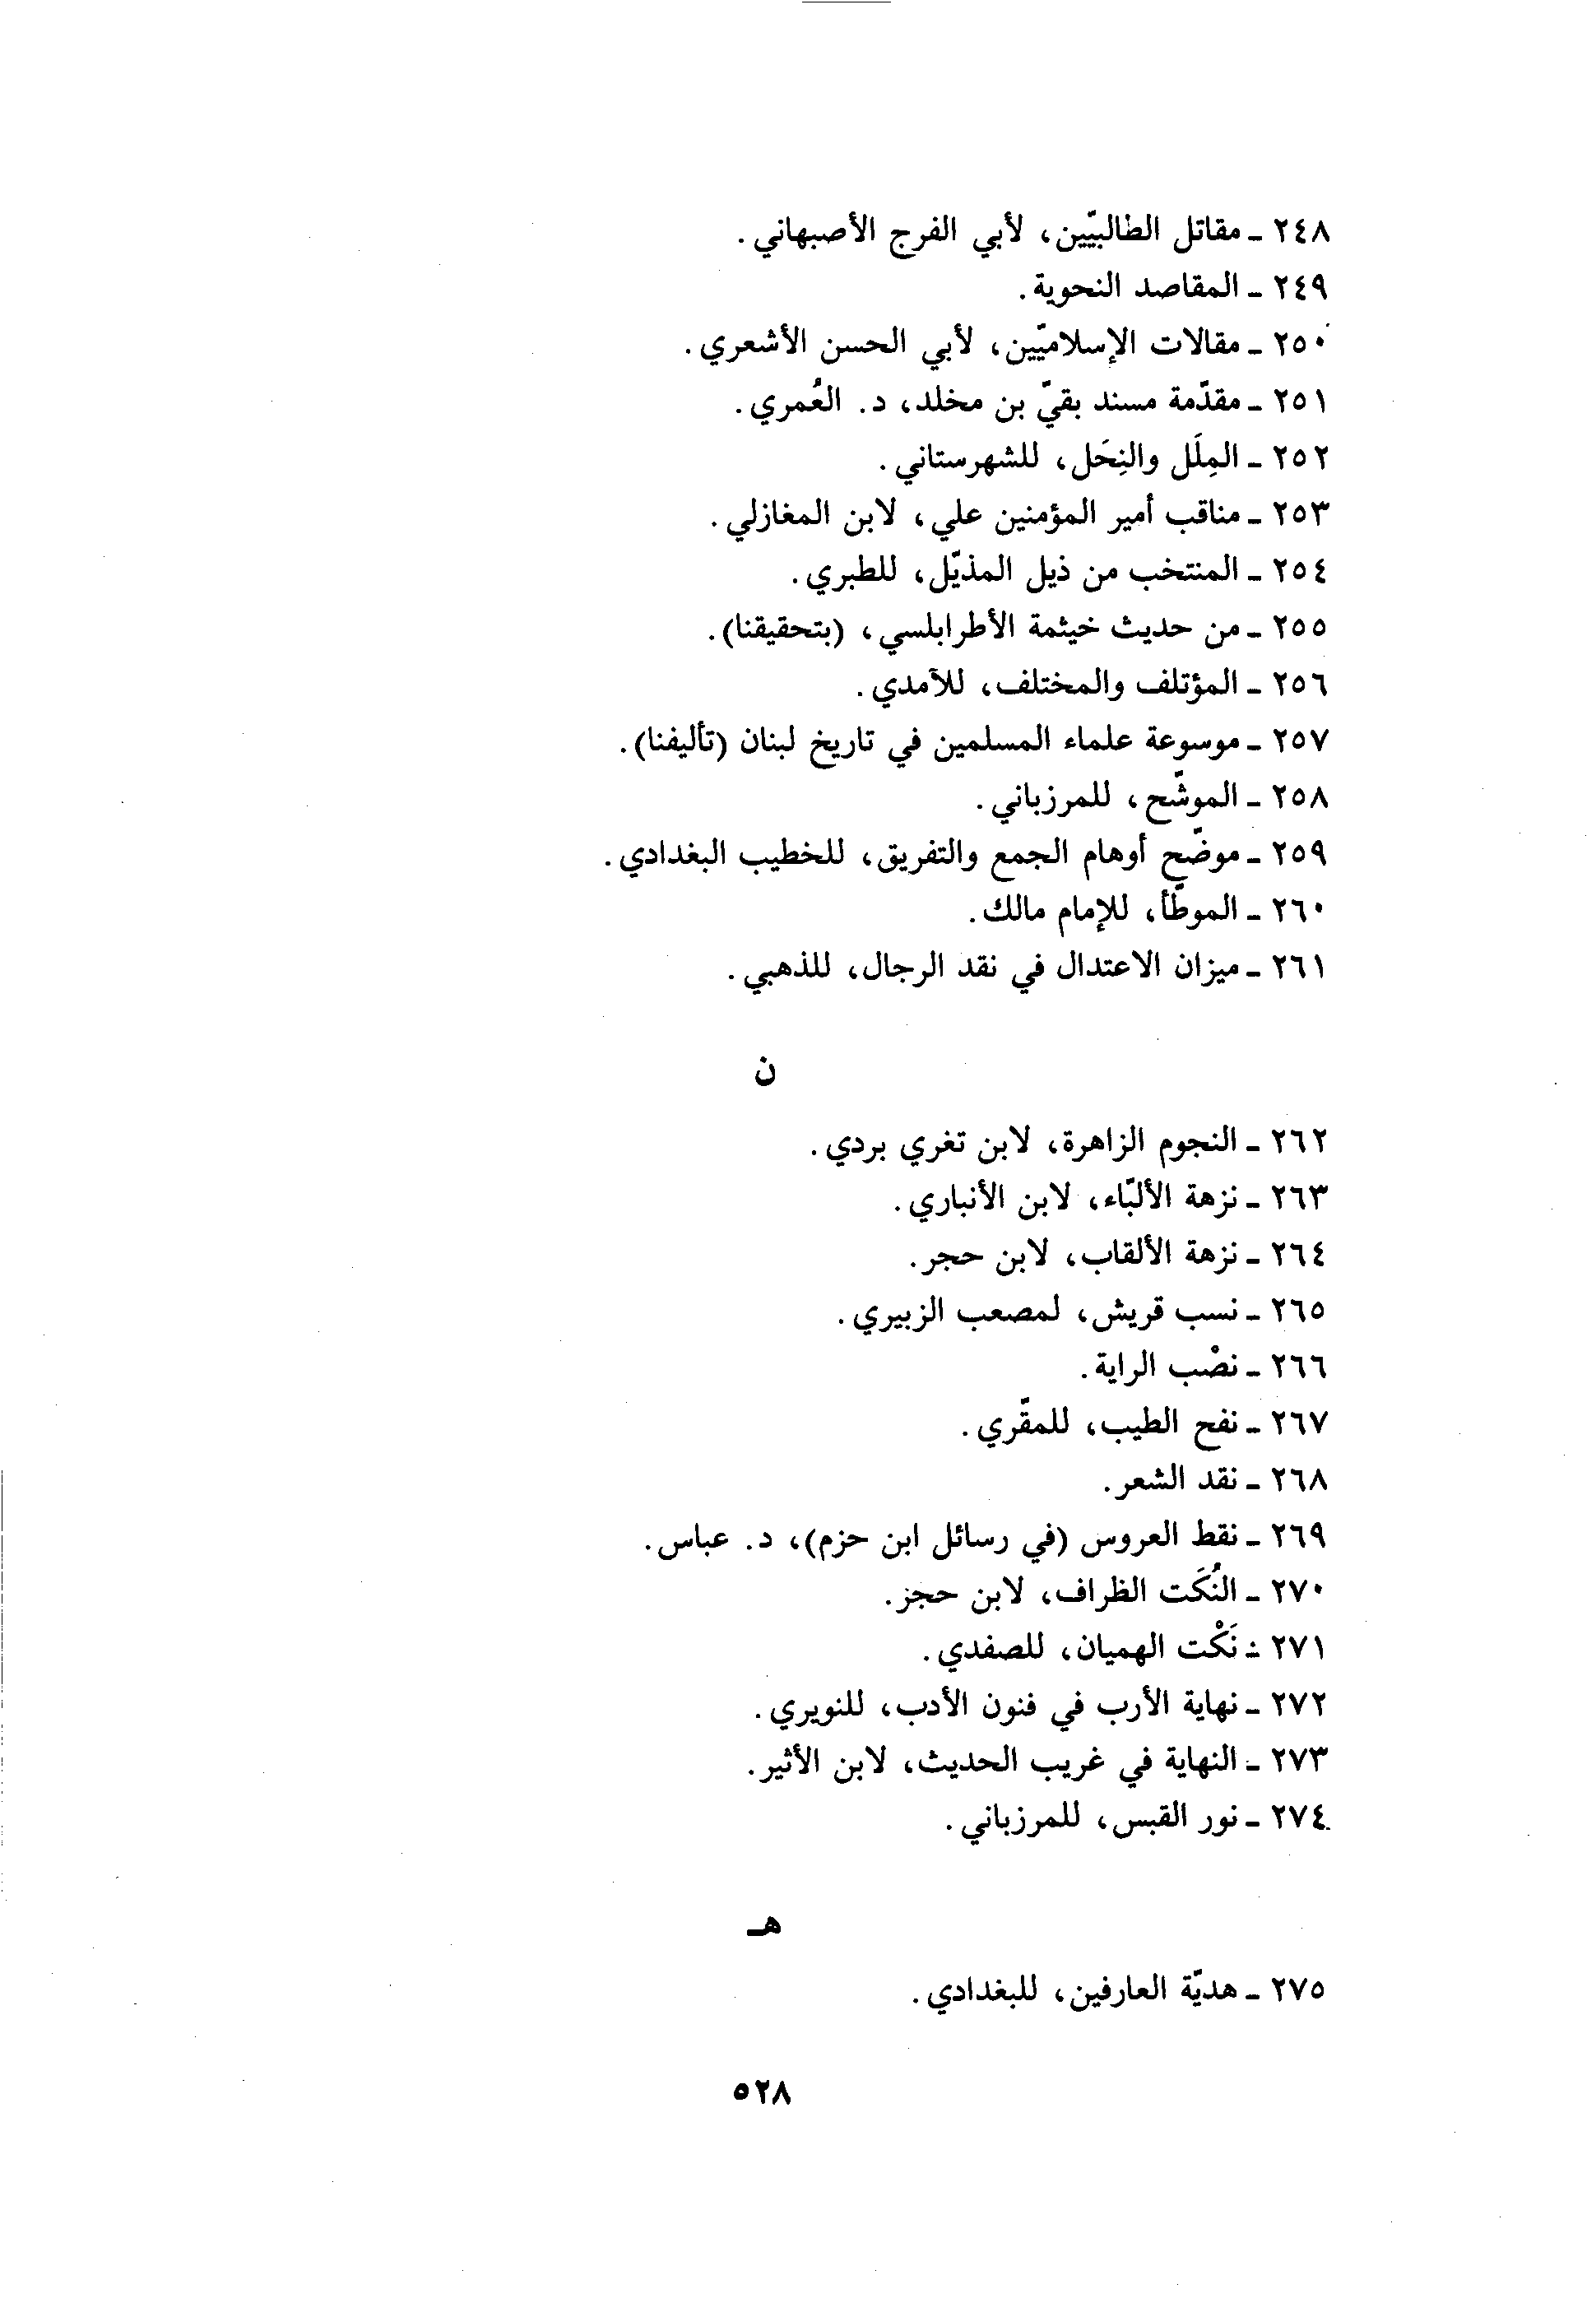 ٢٤٨ - مقاتل الطالبيّين، لأبي الفرج الأصبهاني.
٢٤٩ - المقاصد النحوية.
٢٥٠ - مقالات الإسلاميّين، لأبي الحسن الأشعري.
٢٥١ - مقدّمة مسند بقيّ بن مخلد، د. العُمري.
٢٥٢ - المِلَل والنِحَل، للشهرستاني.
٢٥٣ - مناقب أمير المؤمنين علي، لابن المغازلي.
٢٥٤ - المنتخب من ذيل المذيّل، للطبري.
٢٥٥ - من حديث خيثمة الأطرابلسي، (بتحقيقنا).
٢٥٦ - المؤتلف والمختلف، للآمدي.
٢٥٧ - موسوعة علماء المسلمين في تاريخ لبنان (تأليفنا).
٢٥٨ - الموشّح، للمرزباني.
٢٥٩ - موضّح أوهام الجمع والتفريق، للخطيب البغدادي.
٢٦٠ - الموطّأ، للإمام مالك.
٢٦١ - ميزان الاعتدال في نقد الرجال، للذهبي.
ن
٢٦٢ - النجوم الزاهرة، لابن تغري بردي.
٢٦٣ - نزهة الألبّاء، لابن الأنباري.
٢٦٤ - نزهة الألقاب، لابن حجر.
٢٦٥ - نسب قريش، لمصعب الزبيري.
٢٦٦ - نصْب الراية.
٢٦٧ - نفح الطيب، للمقّري.
٢٦٨ - نقد الشعر.
٢٦٩ - نقط العروس (في رسائل ابن حزم)، د. عباس.
٢٧٠ - النُكَت الظراف، لابن حجز.
٢٧١ - نَكْت الهميان، للصفدي.
٢٧٢ - نهاية الأرب في فنون الأدب، للنويري.
٢٧٣ - النهاية في غريب الحديث، لابن الأثير.
٢٧٤ - نور القبس، للمرزباني.
هـ
٢٧٥ - هديّة العارفين، للبغدادي.
٥٢٨